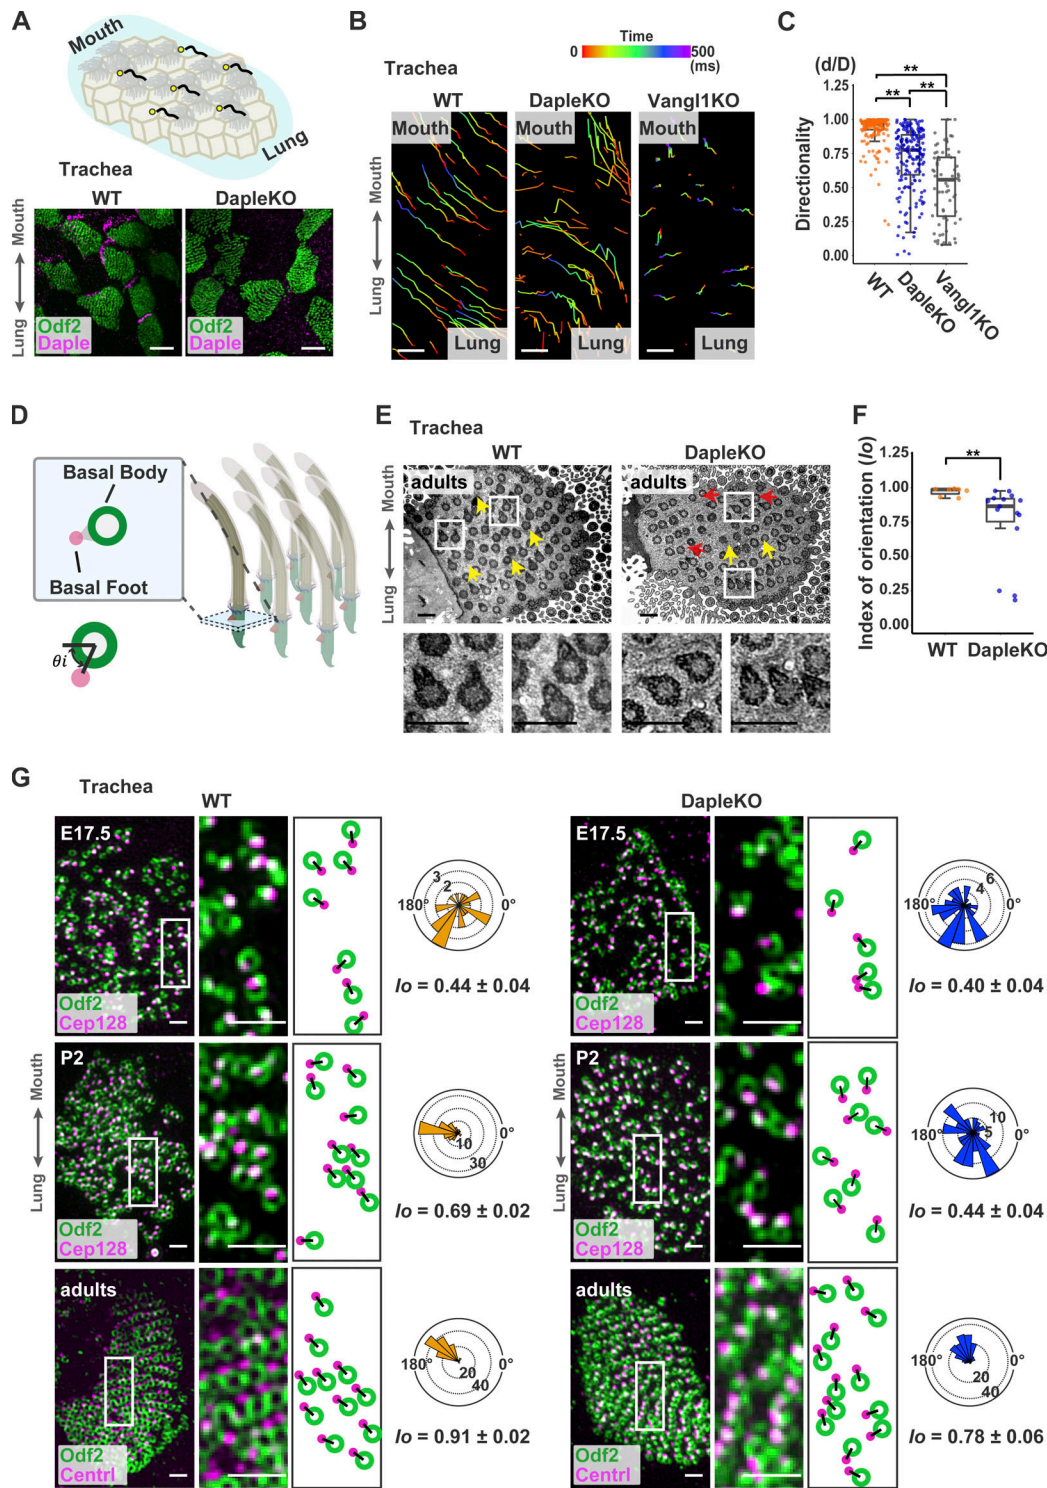 A
Mouth
Lung
Trachea
WT
DapleKO
Mouth
Lung
Odf2
Daple
Odf2
Daple
B
Time
0
500
(ms)
Trachea
WT
DapleKO
Vangl1KO
Mouth
Lung
Mouth
Mouth
Mouth
Lung
Lung
Lung
C
(d/D)
**
**
**
1.25
1.00
0.75
0.50
0.25
0.00
Directionality
WT
DapleKO
Vangl1KO
D
Basal Body
Basal Foot
θi
E
Trachea
WT
DapleKO
Mouth
Lung
adults
adults
F
Index of orientation (Io)
1.25
1.00
0.75
0.50
0.25
0.00
**
WT
DapleKO
G
Trachea
WT
DapleKO
E17.5
Odf2
Cep128
180°
0°
3
2
Io = 0.44 ± 0.04
E17.5
Odf2
Cep128
180°
0°
6
4
Io = 0.40 ± 0.04
Mouth
Lung
P2
Odf2
Cep128
180°
0°
10
30
Io = 0.69 ± 0.02
Mouth
Lung
P2
Odf2
Cep128
180°
0°
10
5
Io = 0.44 ± 0.04
adults
Odf2
Centrl
180°
0°
20
40
Io = 0.91 ± 0.02
adults
Odf2
Centrl
180°
0°
20
40
Io = 0.78 ± 0.06